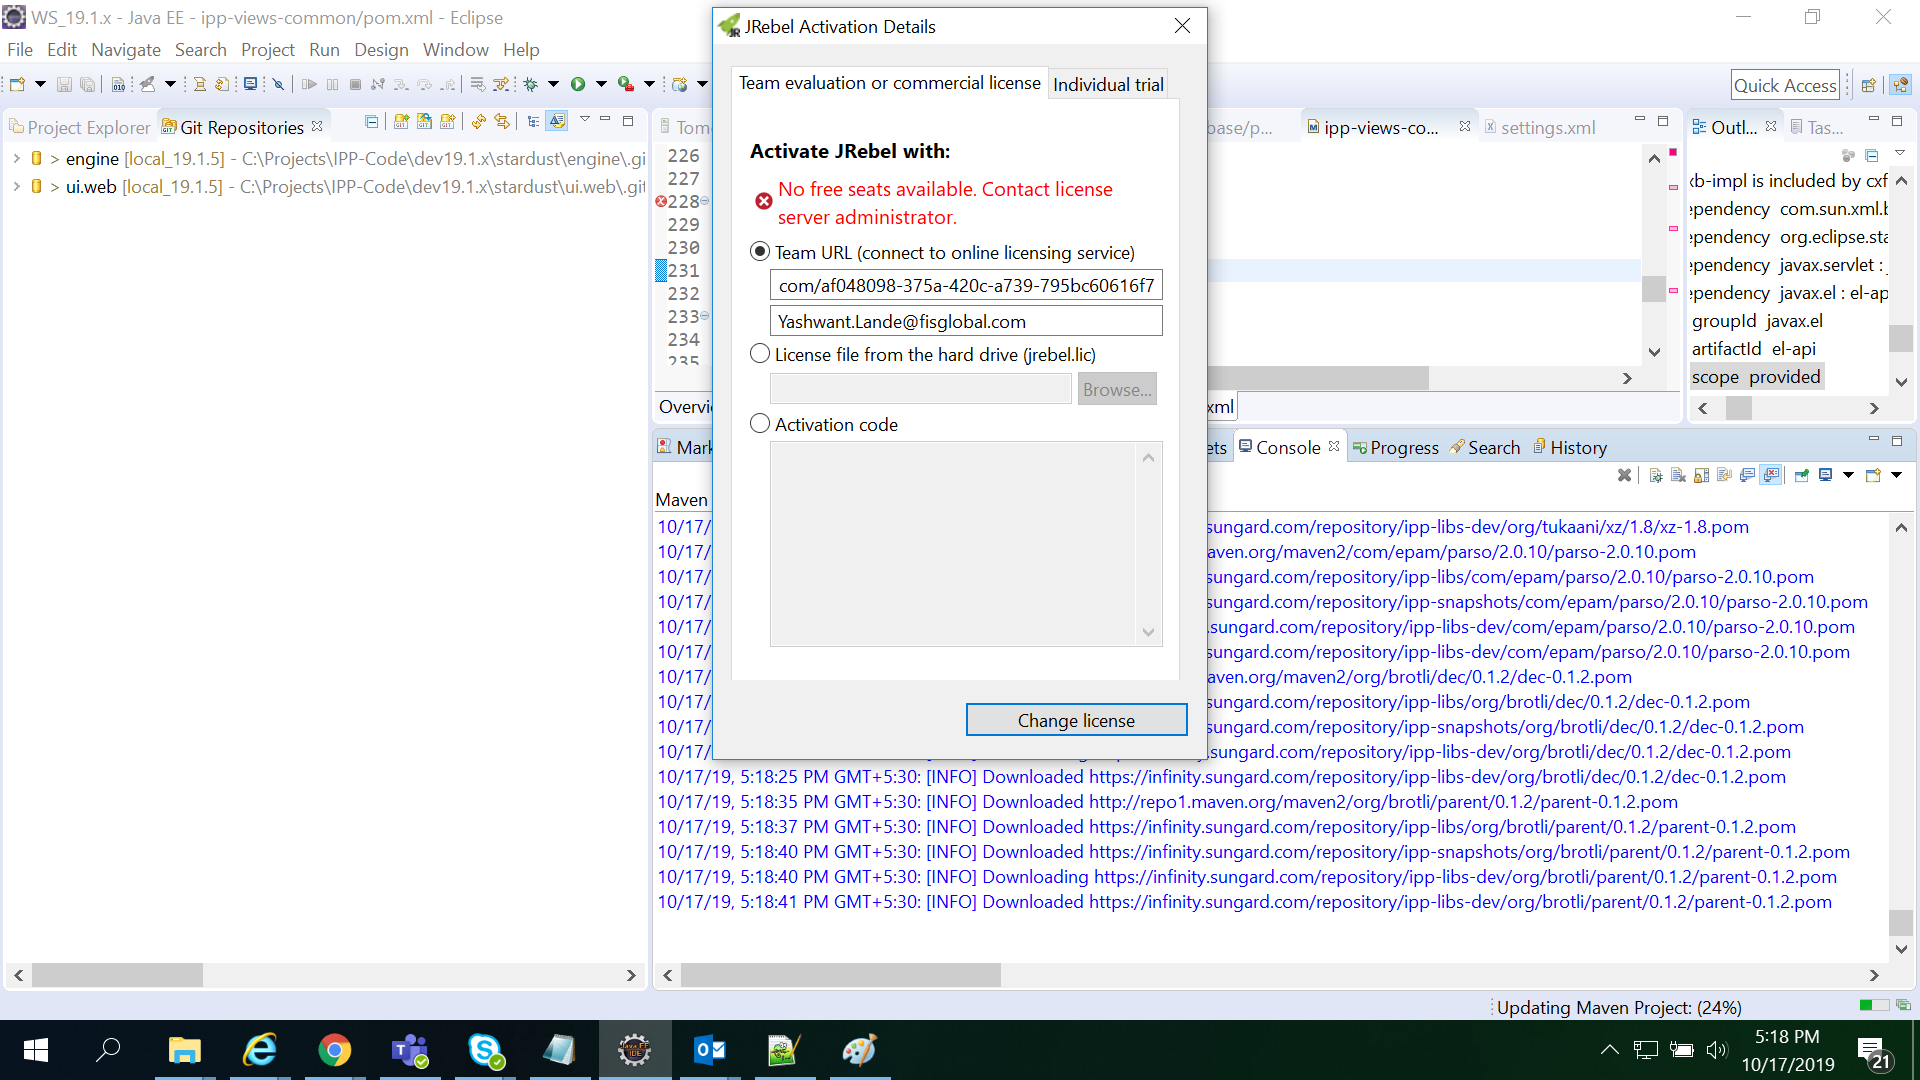 WS_19.1.x - Java EE - ipp-views-common/pom.xml - Eclipse
File Edit Navigate Search Project Run Design Window Help
Quick Access
Project Explorer
Git Repositories
> engine [local_19.1.5] - C:\Projects\IPP-Code\dev19.1.x\stardust\engine\.gi
> ui.web [local_19.1.5] - C:\Projects\IPP-Code\dev19.1.x\stardust\ui.web\.git
Tom
base/p...
ipp-views-co...
settings.xml
226
227
228
229
230
231
232
233
234
235
Overvi
xml
JRebel Activation Details
Team evaluation or commercial license
Individual trial
Activate JRebel with:
No free seats available. Contact license
server administrator.
Team URL (connect to online licensing service)
com/af048098-375a-420c-a739-795bc60616f7
Yashwant.Lande@fisglobal.com
License file from the hard drive (jrebel.lic)
Browse...
Activation code
Change license
Outl...
Tas...
xb-impl is included by cxf
ependency com.sun.xml.b
ependency org.eclipse.sta
ependency javax.servlet :
ependency javax.el : el-ap
groupId javax.el
artifactId el-api
scope provided
Mark
ets
Console
Progress
Search
History
Maven
10/17/ sungard.com/repository/ipp-libs-dev/org/tukaani/xz/1.8/xz-1.8.pom
10/17/ aven.org/maven2/com/epam/parso/2.0.10/parso-2.0.10.pom
10/17/ sungard.com/repository/ipp-libs/com/epam/parso/2.0.10/parso-2.0.10.pom
10/17/ sungard.com/repository/ipp-snapshots/com/epam/parso/2.0.10/parso-2.0.10.pom
10/17/ .sungard.com/repository/ipp-libs-dev/com/epam/parso/2.0.10/parso-2.0.10.pom
10/17/ sungard.com/repository/ipp-libs-dev/com/epam/parso/2.0.10/parso-2.0.10.pom
10/17/ aven.org/maven2/org/brotli/dec/0.1.2/dec-0.1.2.pom
10/17/ sungard.com/repository/ipp-libs/org/brotli/dec/0.1.2/dec-0.1.2.pom
10/17/ sungard.com/repository/ipp-snapshots/org/brotli/dec/0.1.2/dec-0.1.2.pom
10/17/ sungard.com/repository/ipp-libs-dev/org/brotli/dec/0.1.2/dec-0.1.2.pom
10/17/19, 5:18:25 PM GMT+5:30: [INFO] Downloaded https://infinity.sungard.com/repository/ipp-libs-dev/org/brotli/dec/0.1.2/dec-0.1.2.pom
10/17/19, 5:18:35 PM GMT+5:30: [INFO] Downloaded http://repo1.maven.org/maven2/org/brotli/parent/0.1.2/parent-0.1.2.pom
10/17/19, 5:18:37 PM GMT+5:30: [INFO] Downloaded https://infinity.sungard.com/repository/ipp-libs/org/brotli/parent/0.1.2/parent-0.1.2.pom
10/17/19, 5:18:40 PM GMT+5:30: [INFO] Downloaded https://infinity.sungard.com/repository/ipp-snapshots/org/brotli/parent/0.1.2/parent-0.1.2.pom
10/17/19, 5:18:40 PM GMT+5:30: [INFO] Downloading https://infinity.sungard.com/repository/ipp-libs-dev/org/brotli/parent/0.1.2/parent-0.1.2.pom
10/17/19, 5:18:41 PM GMT+5:30: [INFO] Downloaded https://infinity.sungard.com/repository/ipp-libs-dev/org/brotli/parent/0.1.2/parent-0.1.2.pom
Updating Maven Project: (24%)
5:18 PM
10/17/2019
21